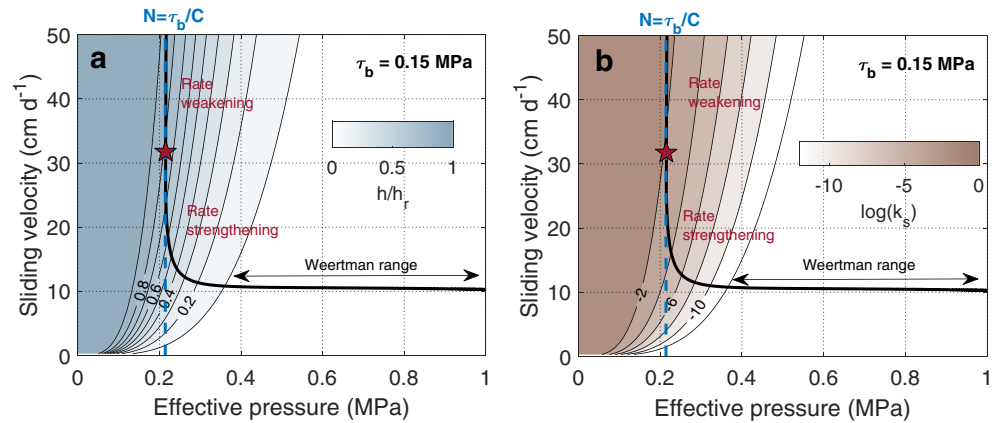 N=τb/C
a
τb = 0.15 MPa
Rate
weakening
0
0.5
1
h/hr
Rate
strengthening
Weertman range
0.8
0.6
0.4
0.2
50
40
30
20
10
0
Sliding velocity (cm d-1)
0
0.2
0.4
0.6
0.8
1
Effective pressure (MPa)
N=τb/C
b
τb = 0.15 MPa
Rate
weakening
-10
-5
0
log(ks)
Rate
strengthening
Weertman range
-2
-6
-10
50
40
30
20
10
0
Sliding velocity (cm d-1)
0
0.2
0.4
0.6
0.8
1
Effective pressure (MPa)